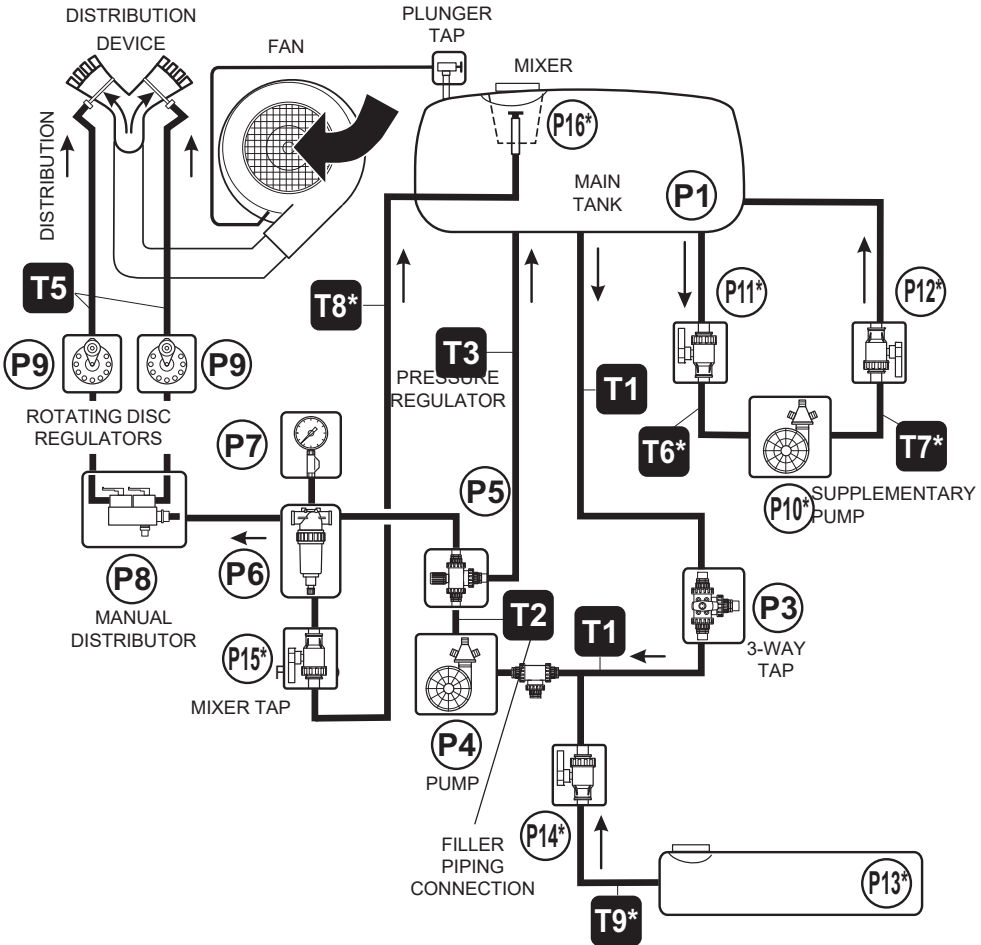 DISTRIBUTION
DEVICE
FAN
PLUNGER
TAP
MIXER
P16*
DISTRIBUTION
MAIN
TANK
P1
T5
T8*
P11*
P12*
P9
P9
T3
PRESSURE
REGULATOR
T1
ROTATING DISC
REGULATORS
P7
T6*
T7*
P5
P10*
SUPPLEMENTARY
PUMP
P8
P6
MANUAL
DISTRIBUTOR
T2
T1
P3
3-WAY
TAP
P15*
MIXER TAP
P4
PUMP
P14*
FILLER
PIPING
CONNECTION
P13*
T9*